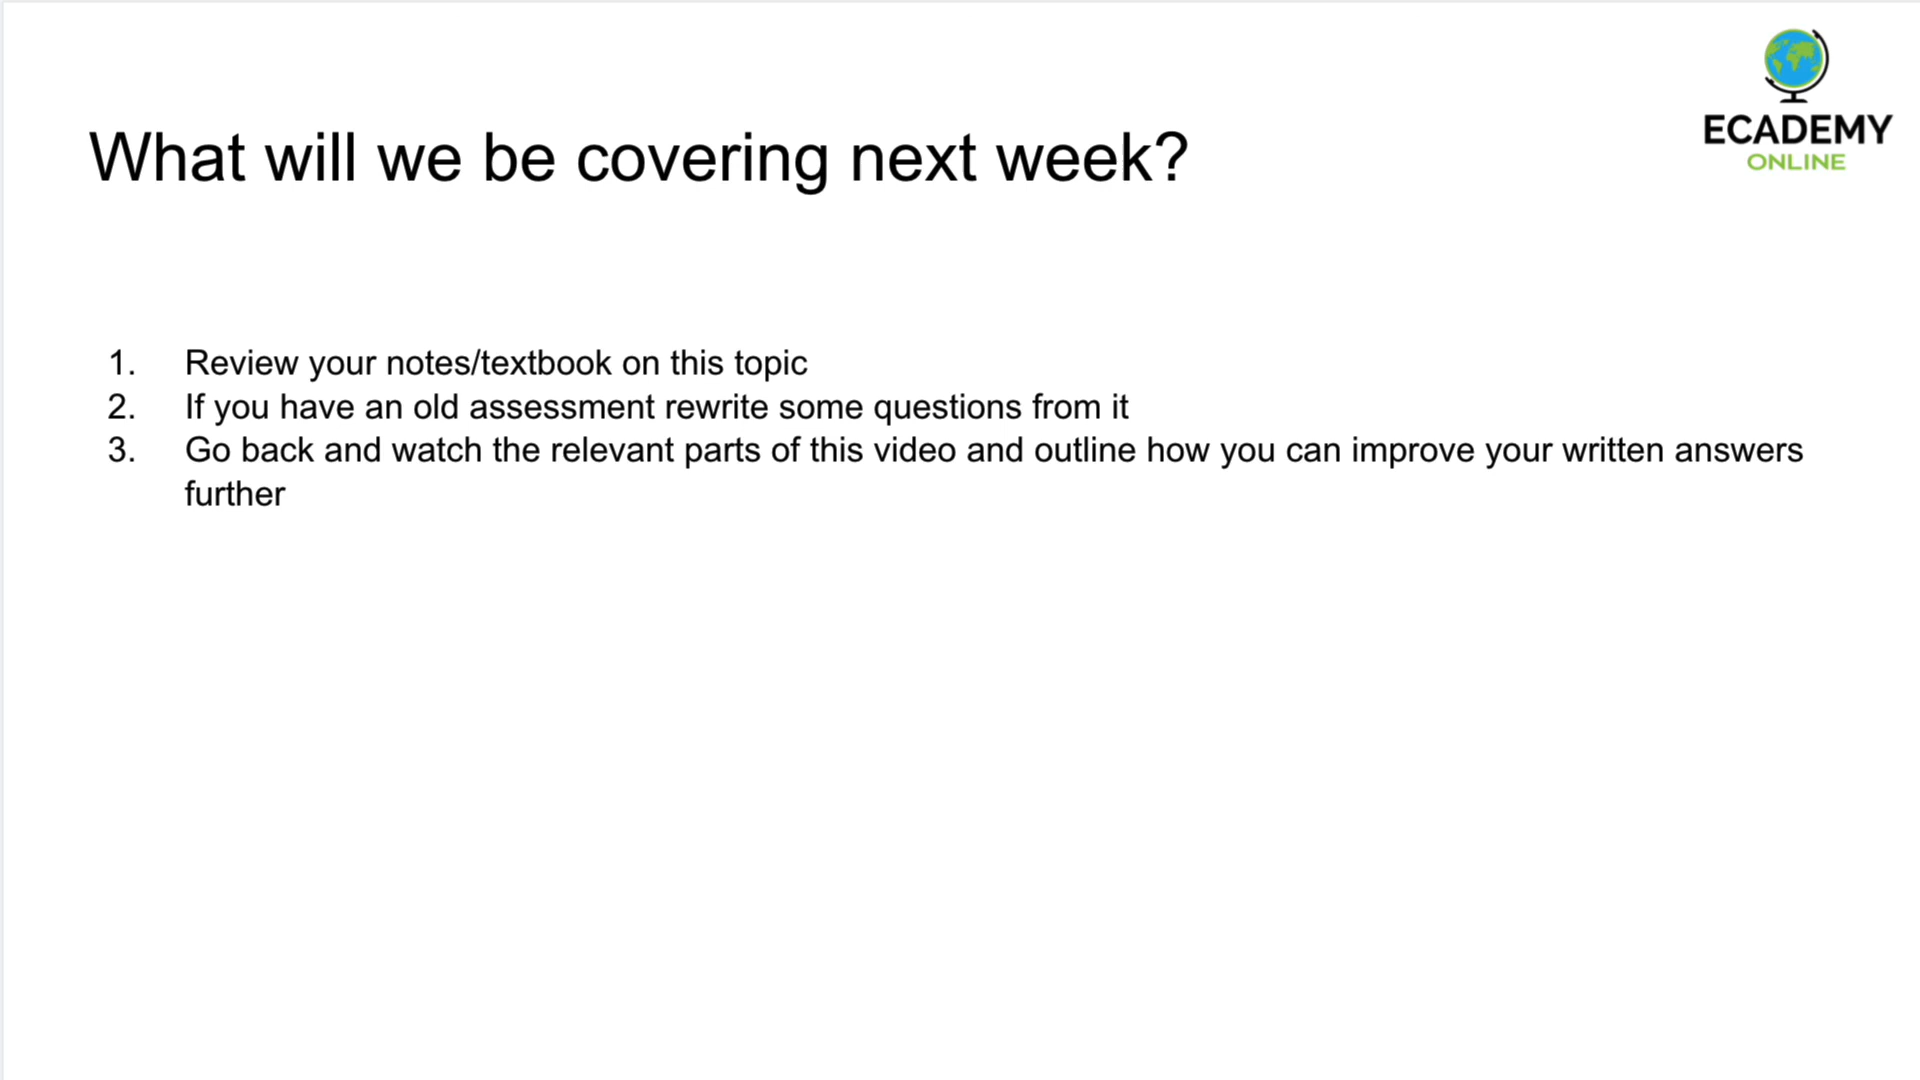 ECADEMY
ONLINE
What will we be covering next week?
1. Review your notes/textbook on this topic
2. If you have an old assessment rewrite some questions from it
3. Go back and watch the relevant parts of this video and outline how you can improve your written answers
further